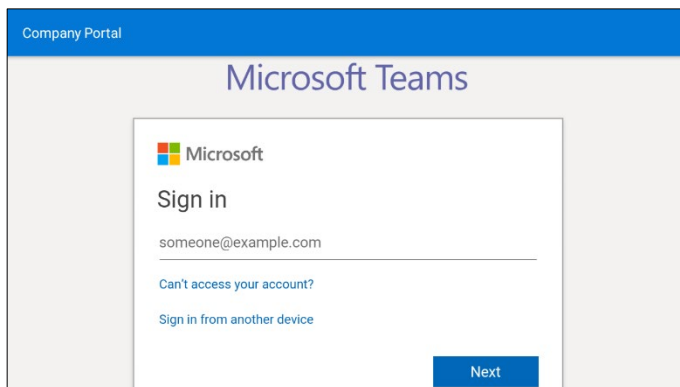 Company Portal
Microsoft Teams
Microsoft
Sign in
someone@example.com
Can't access your account?
Sign in from another device
Next